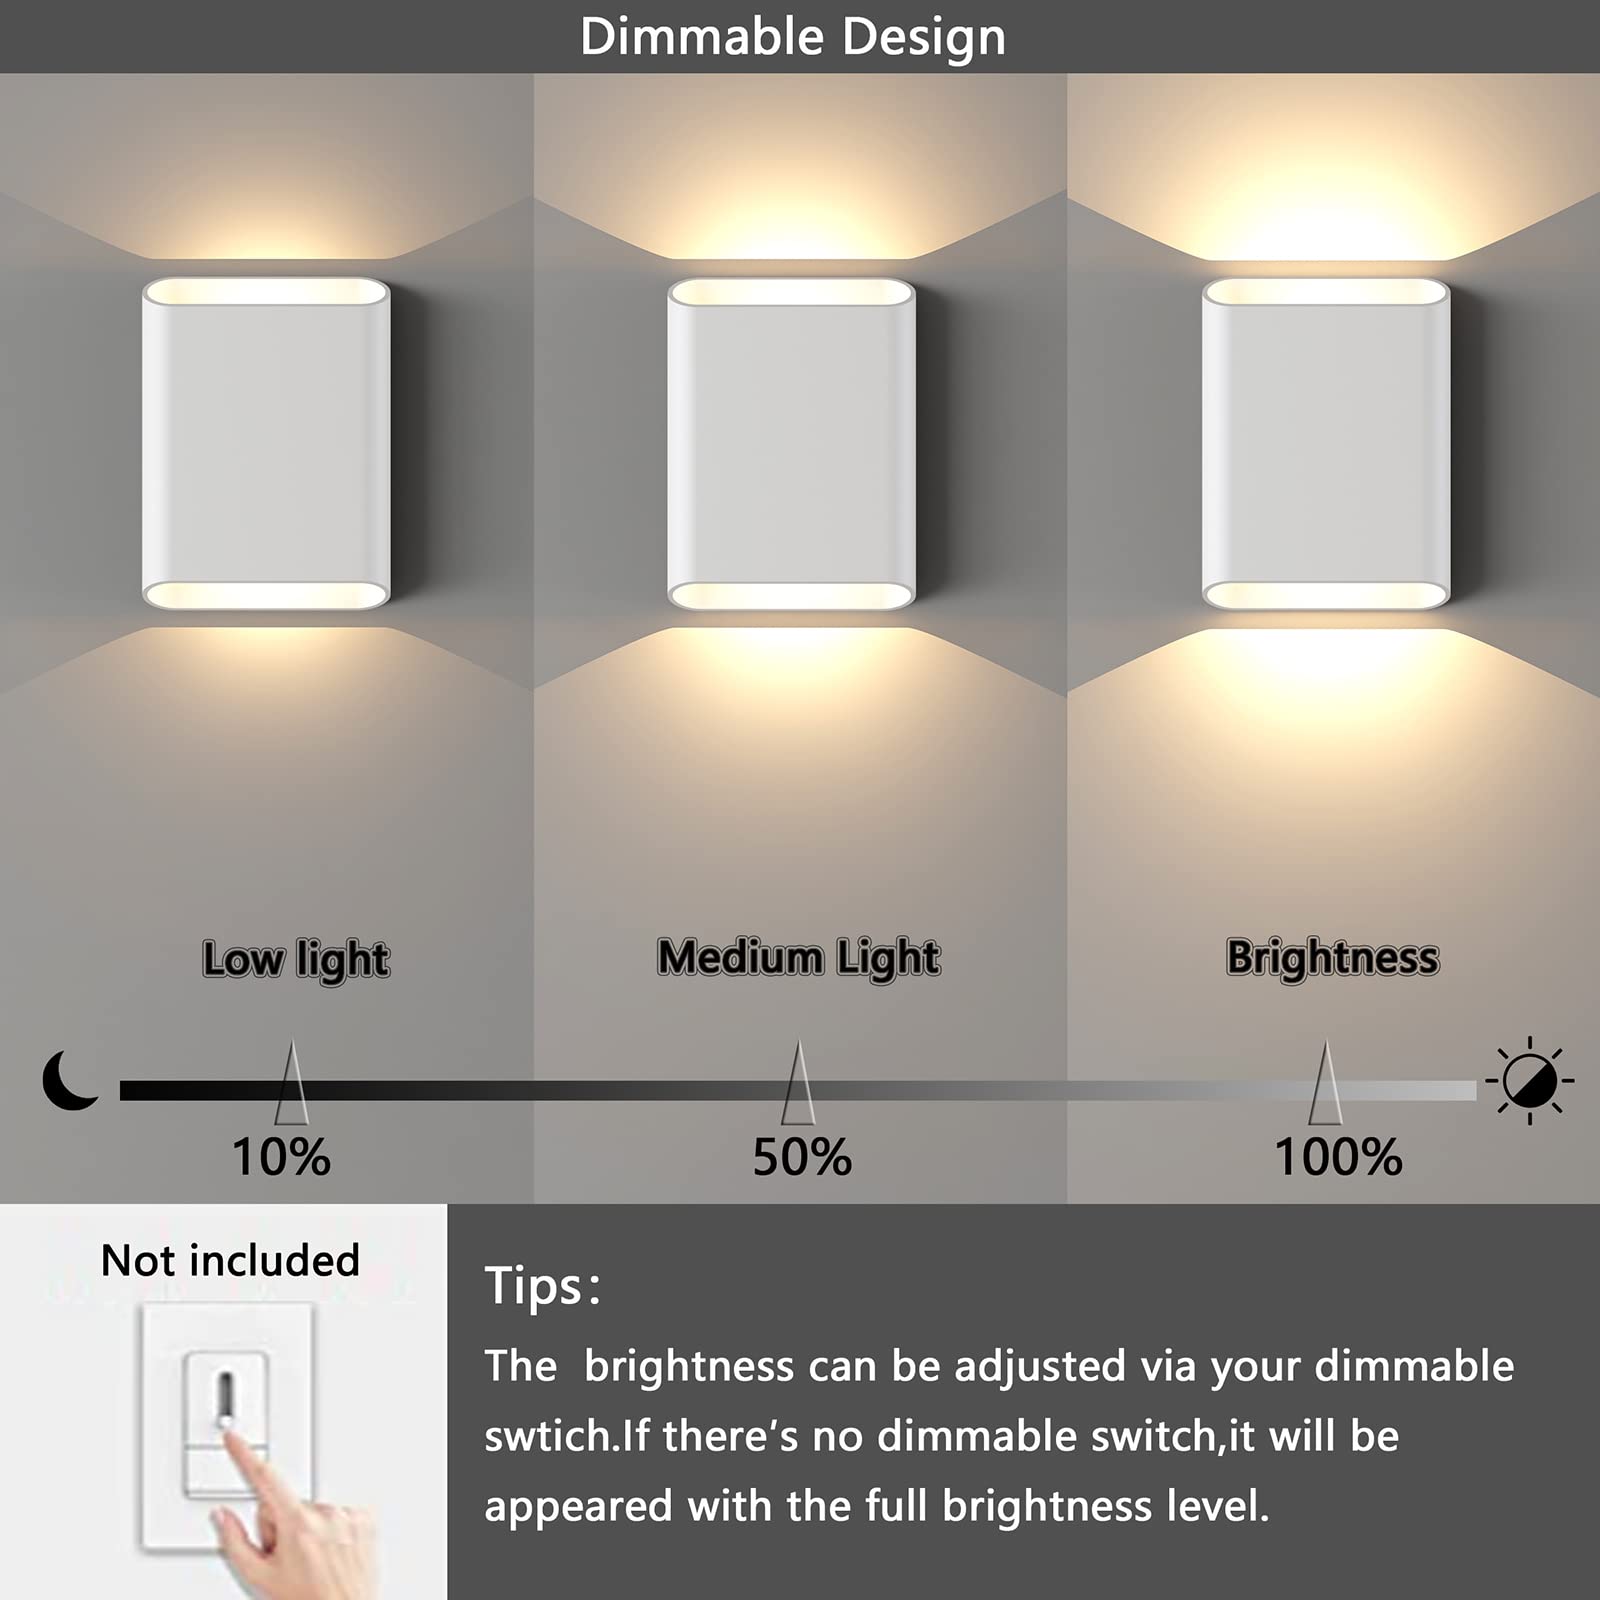 Dimmable Design
Low light
Medium Light
Brightness
10%
50%
100%
Not included
Tips:
The  brightness can be adjusted via your dimmable
swtich.If there’s no dimmable switch,it will be
appeared with the full brightness level.